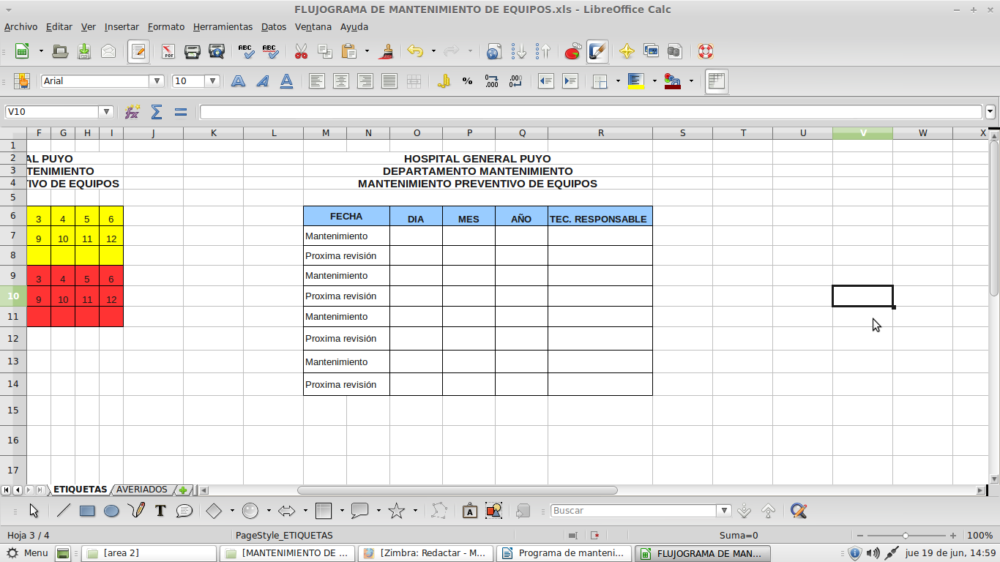 FLUJOGRAMA DE MANTENIMIENTO DE EQUIPOS.xls - LibreOffice Calc
Archivo Editar Ver Insertar Formato Herramientas Datos Ventana Ayuda
PDF ABC ABC
Arial 10 A A A % .000 .000
V10 fx Σ =
F G H I J K L M N O P Q R S T U V W X
1
2 AL PUYO HOSPITAL GENERAL PUYO
3 TENIMIENTO DEPARTAMENTO MANTENIMIENTO
4 TIVO DE EQUIPOS MANTENIMIENTO PREVENTIVO DE EQUIPOS
5
6 3 4 5 6 FECHA DIA MES AÑO TEC. RESPONSABLE
7 9 10 11 12 Mantenimiento
8 Proxima revisión
9 3 4 5 6 Mantenimiento
10 9 10 11 12 Proxima revisión
11 Mantenimiento
12 Proxima revisión
13 Mantenimiento
14 Proxima revisión
15
16
17
ETIQUETAS AVERIADOS
T A Buscar
Hoja 3 / 4 PageStyle_ETIQUETAS Suma=0 100%
Menu [area 2] [MANTENIMIENTO DE ... [Zimbra: Redactar - M... Programa de manteni... FLUJOGRAMA DE MAN... jue 19 de jun, 14:59